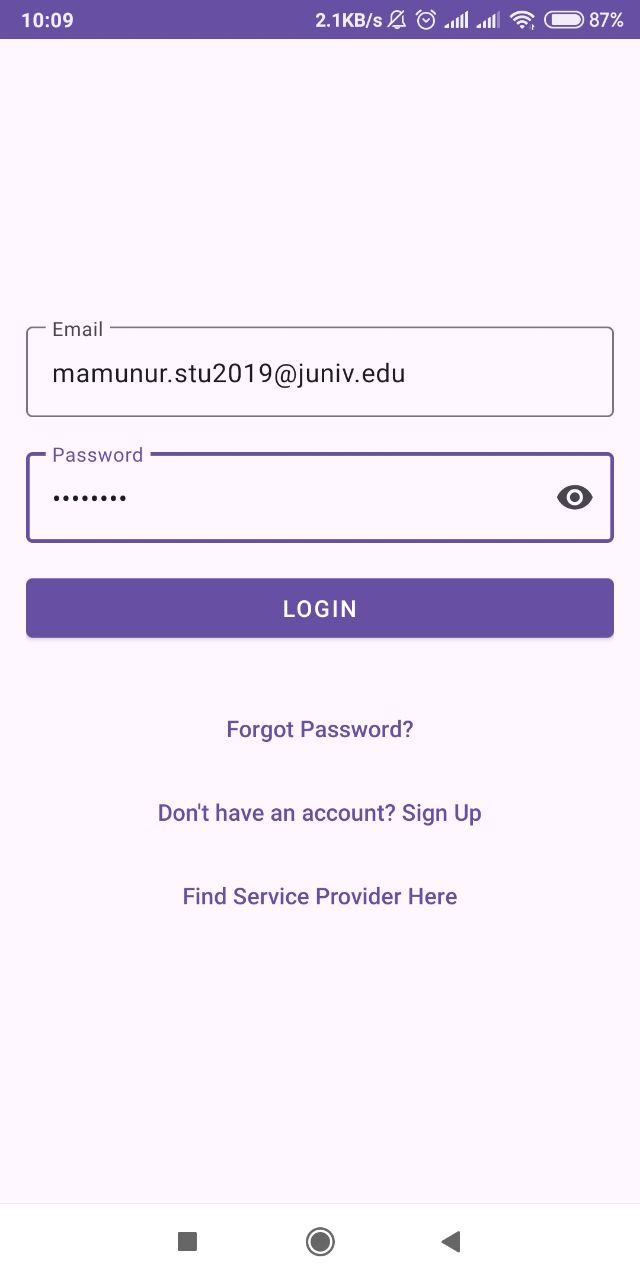 10:09 2.1KB/s 87%
Email
mamunur.stu2019@juniv.edu
Password
••••••••
LOGIN
Forgot Password?
Don't have an account? Sign Up
Find Service Provider Here